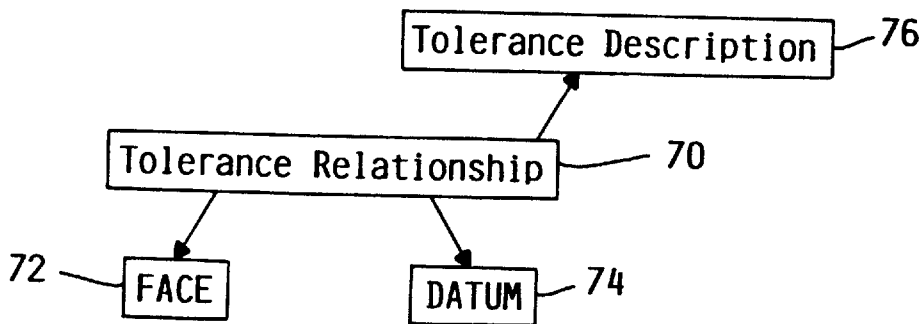 Tolerance Description 76
Tolerance Relationship 70
72 FACE DATUM 74